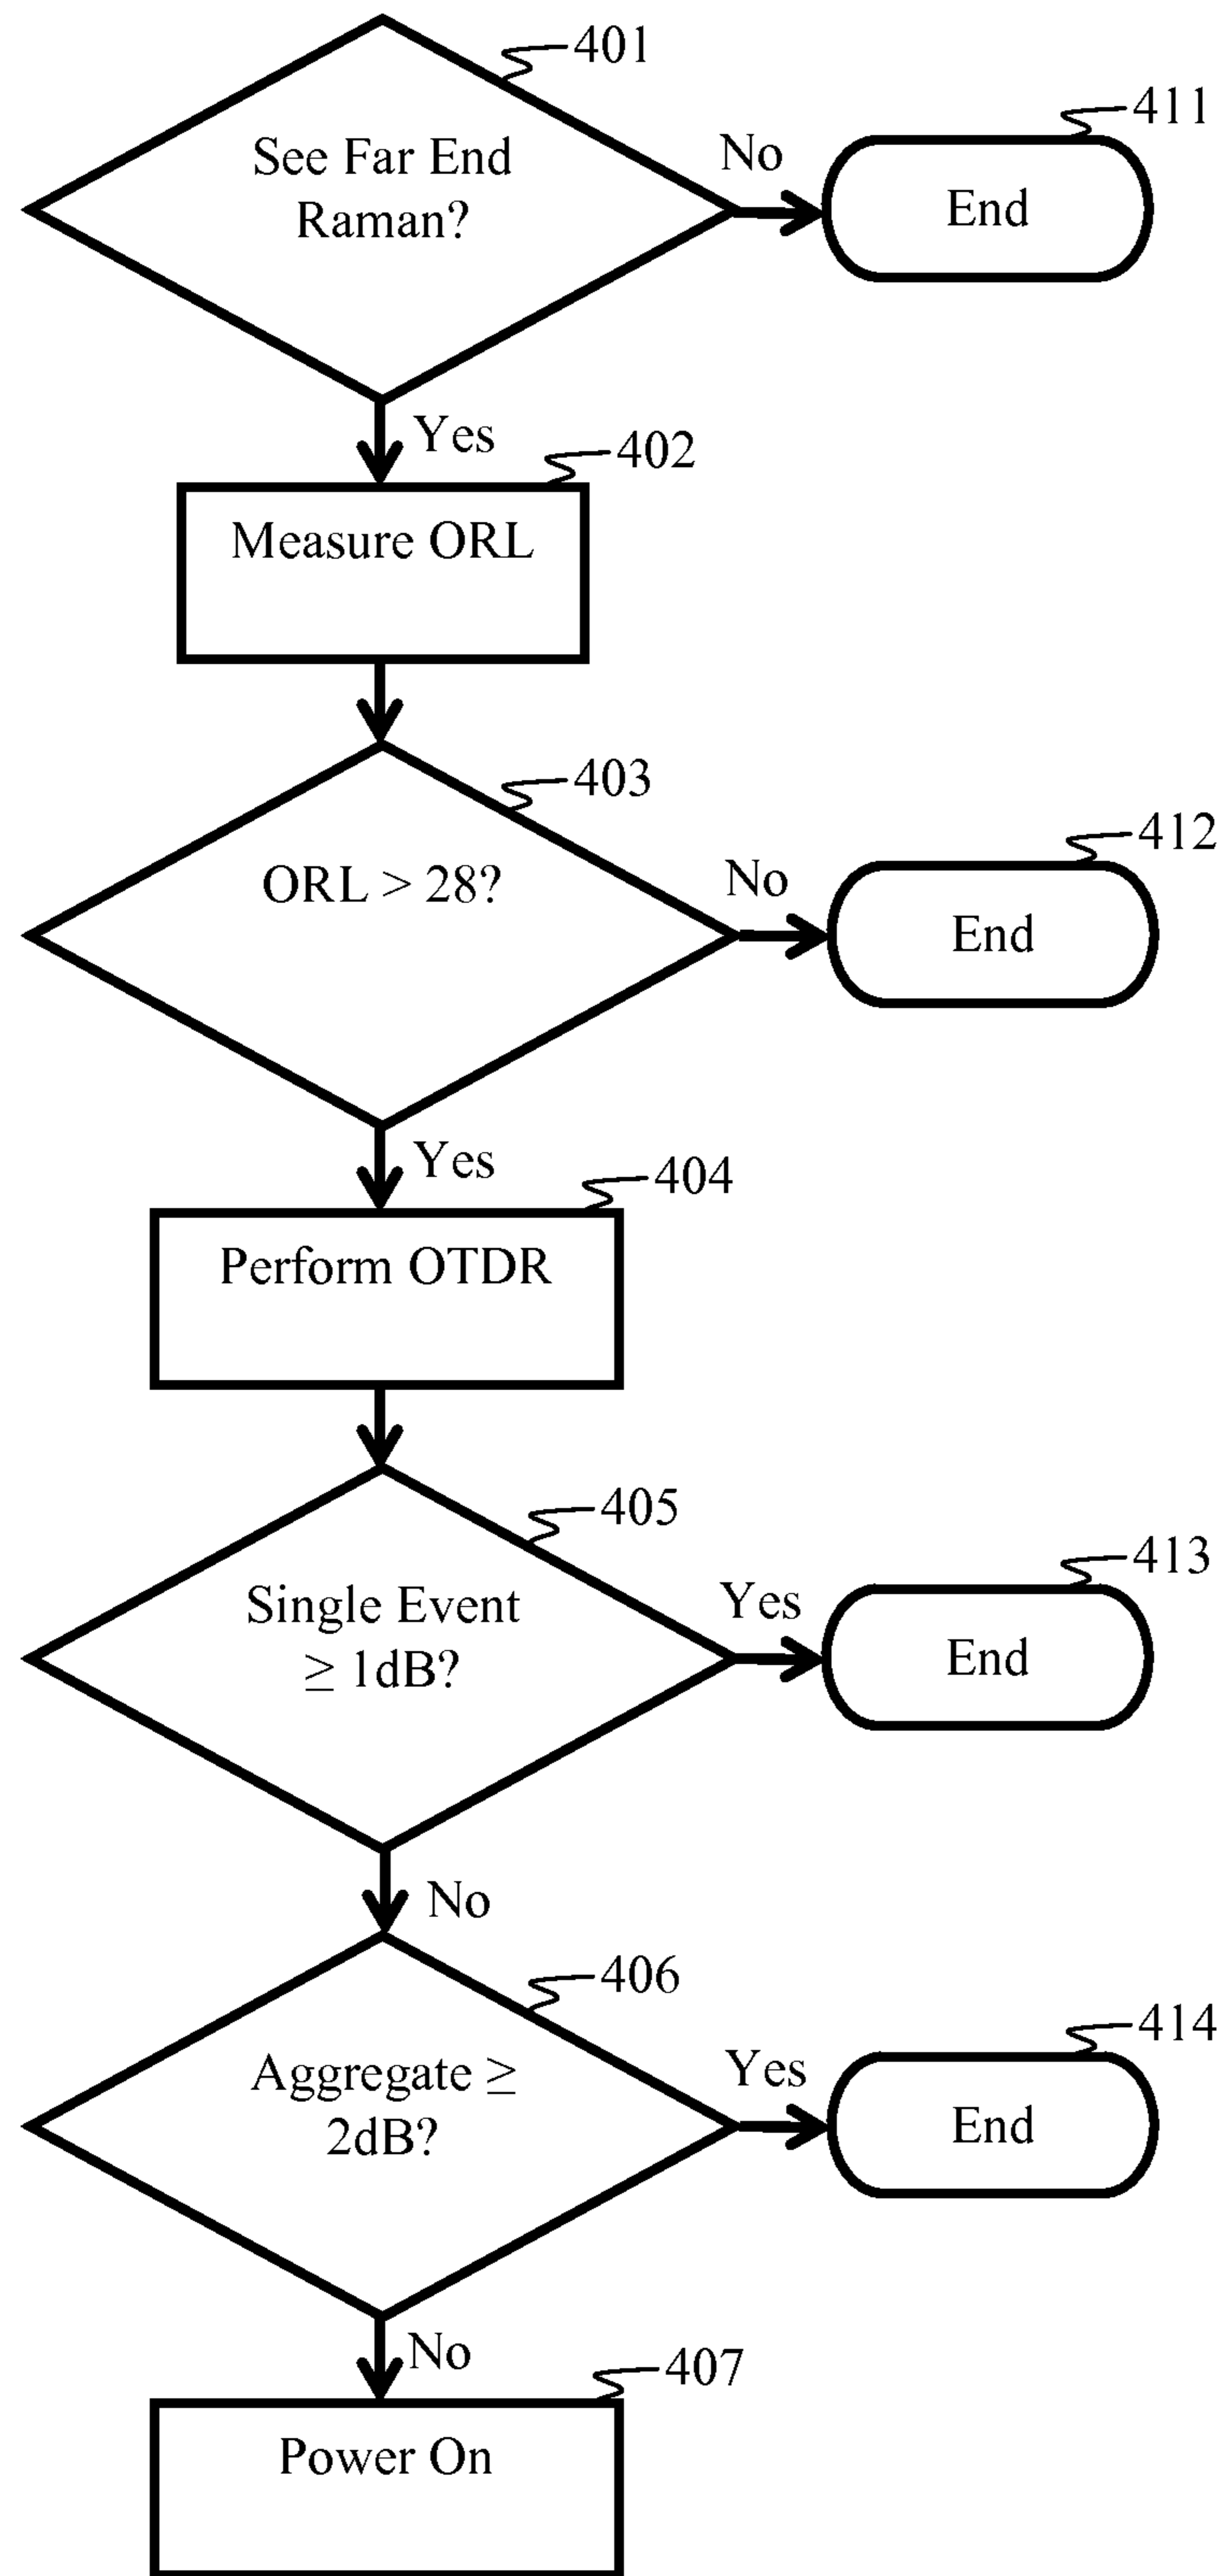 401
See Far End
Raman?
No
411
End
Yes
402
Measure ORL
403
ORL > 28?
No
412
End
Yes
404
Perform OTDR
405
Single Event
≥ 1dB?
Yes
413
End
No
406
Aggregate ≥
2dB?
Yes
414
End
No
407
Power On